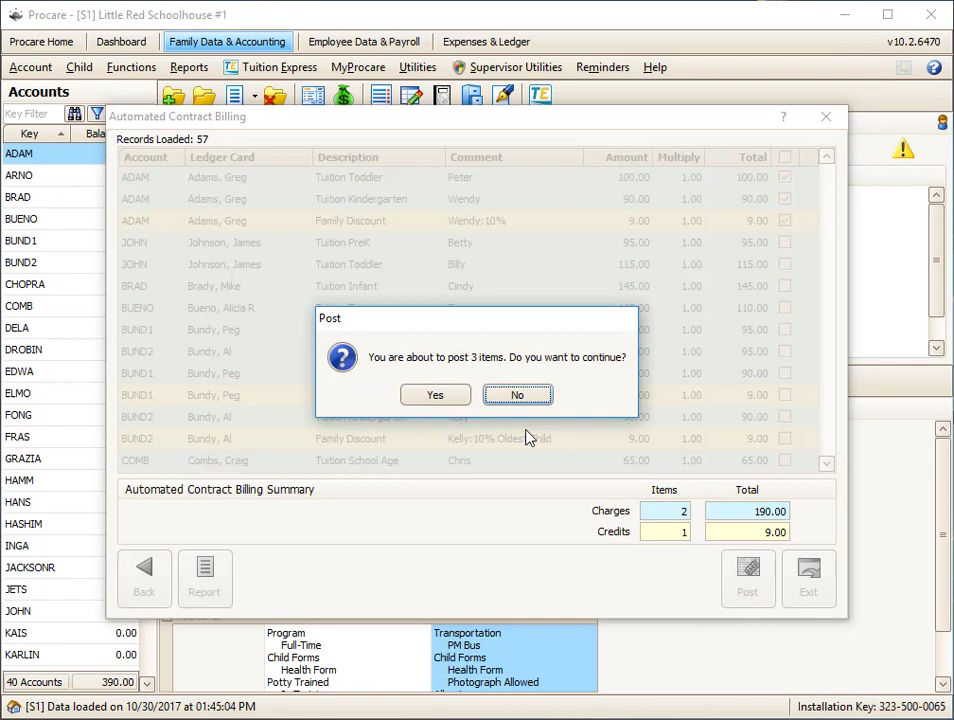 Procare - [S1] Little Red Schoolhouse #1
Procare Home Dashboard Family Data & Accounting Employee Data & Payroll Expenses & Ledger v10.2.6470
Account Child Functions Reports TE Tuition Express MyProcare Utilities Supervisor Utilities Reminders Help
Accounts
TE
Key Filter
Key Bala
ADAM
ARNO
BRAD
BUENO
BUND1
BUND2
CHOPRA
COMB
DELA
DROBIN
EDWA
ELMO
FONG
FRAS
GRAZIA
HAMM
HANS
HASHIM
INGA
JACKSONR
JETS
JOHN
KAIS 0.00
KARLIN 0.00
40 Accounts 390.00
Automated Contract Billing
Records Loaded: 57
Account Ledger Card Description Comment Amount Multiply Total
ADAM Adams, Greg Tuition Toddler Peter 100.00 1.00 100.00
ADAM Adams, Greg Tuition Kindergarten Wendy 90.00 1.00 90.00
ADAM Adams, Greg Family Discount Wendy:10% 9.00 1.00 9.00
JOHN Johnson, James Tuition PreK Betty 95.00 1.00 95.00
JOHN Johnson, James Tuition Toddler Billy 115.00 1.00 115.00
BRAD Brady, Mike Tuition Infant Cindy 145.00 1.00 145.00
BUENO Bueno, Alicia R 1.00 110.00
BUND1 Bundy, Peg 1.00 95.00
BUND2 Bundy, Al 1.00 95.00
BUND1 Bundy, Peg 1.00 90.00
BUND1 Bundy, Peg 1.00 9.00
BUND2 Bundy, Al 1.00 90.00
BUND2 Bundy, Al Family Discount Kelly:10% Oldest Child 9.00 1.00 9.00
COMB Combs, Craig Tuition School Age Chris 65.00 1.00 65.00
Post
You are about to post 3 items. Do you want to continue?
Yes No
Automated Contract Billing Summary Items Total
Charges 2 190.00
Credits 1 9.00
Back Report Post Exit
Program
Full-Time
Child Forms
Health Form
Potty Trained
Transportation
PM Bus
Child Forms
Health Form
Photograph Allowed
[S1] Data loaded on 10/30/2017 at 01:45:04 PM Installation Key: 323-500-0065